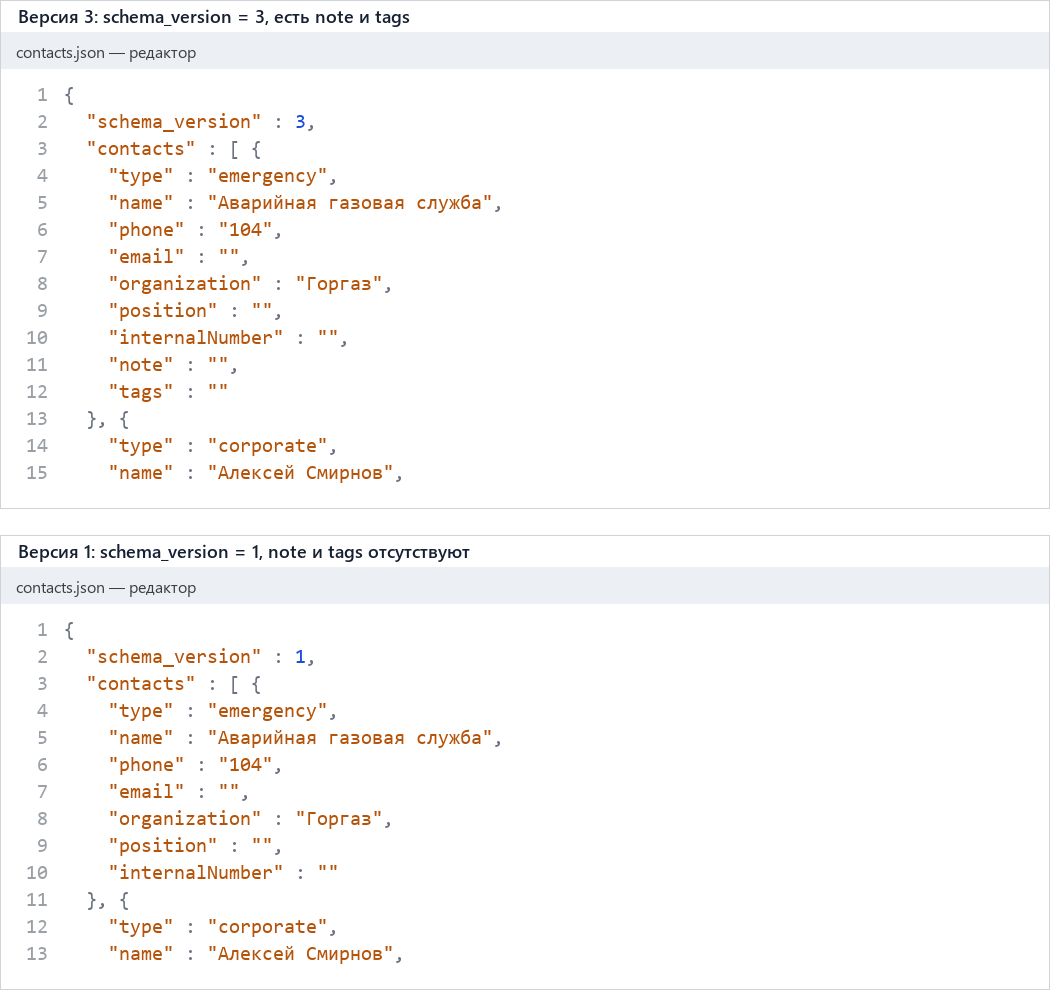 Версия 3: schema_version = 3, есть note и tags
contacts.json — редактор
1 {
2   "schema_version" : 3,
3   "contacts" : [ {
4     "type" : "emergency",
5     "name" : "Аварийная газовая служба",
6     "phone" : "104",
7     "email" : "",
8     "organization" : "Горгаз",
9     "position" : "",
10     "internalNumber" : "",
11     "note" : "",
12     "tags" : ""
13   }, {
14     "type" : "corporate",
15     "name" : "Алексей Смирнов",
Версия 1: schema_version = 1, note и tags отсутствуют
contacts.json — редактор
1 {
2   "schema_version" : 1,
3   "contacts" : [ {
4     "type" : "emergency",
5     "name" : "Аварийная газовая служба",
6     "phone" : "104",
7     "email" : "",
8     "organization" : "Горгаз",
9     "position" : "",
10     "internalNumber" : ""
11   }, {
12     "type" : "corporate",
13     "name" : "Алексей Смирнов",